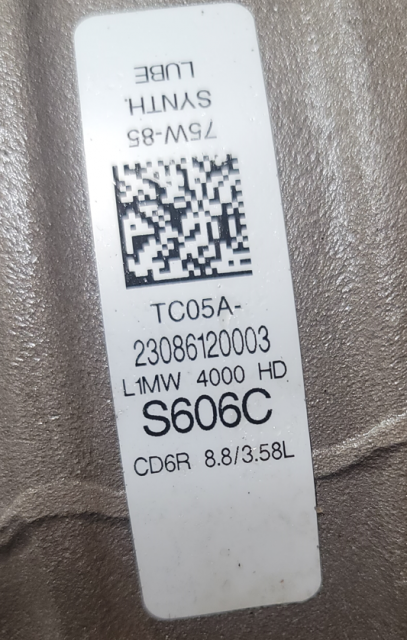 75W-85
SYNTH.
LUBE
TC05A-
23086120003
L1MW 4000 HD
S606C
CD6R 8.8/3.58L